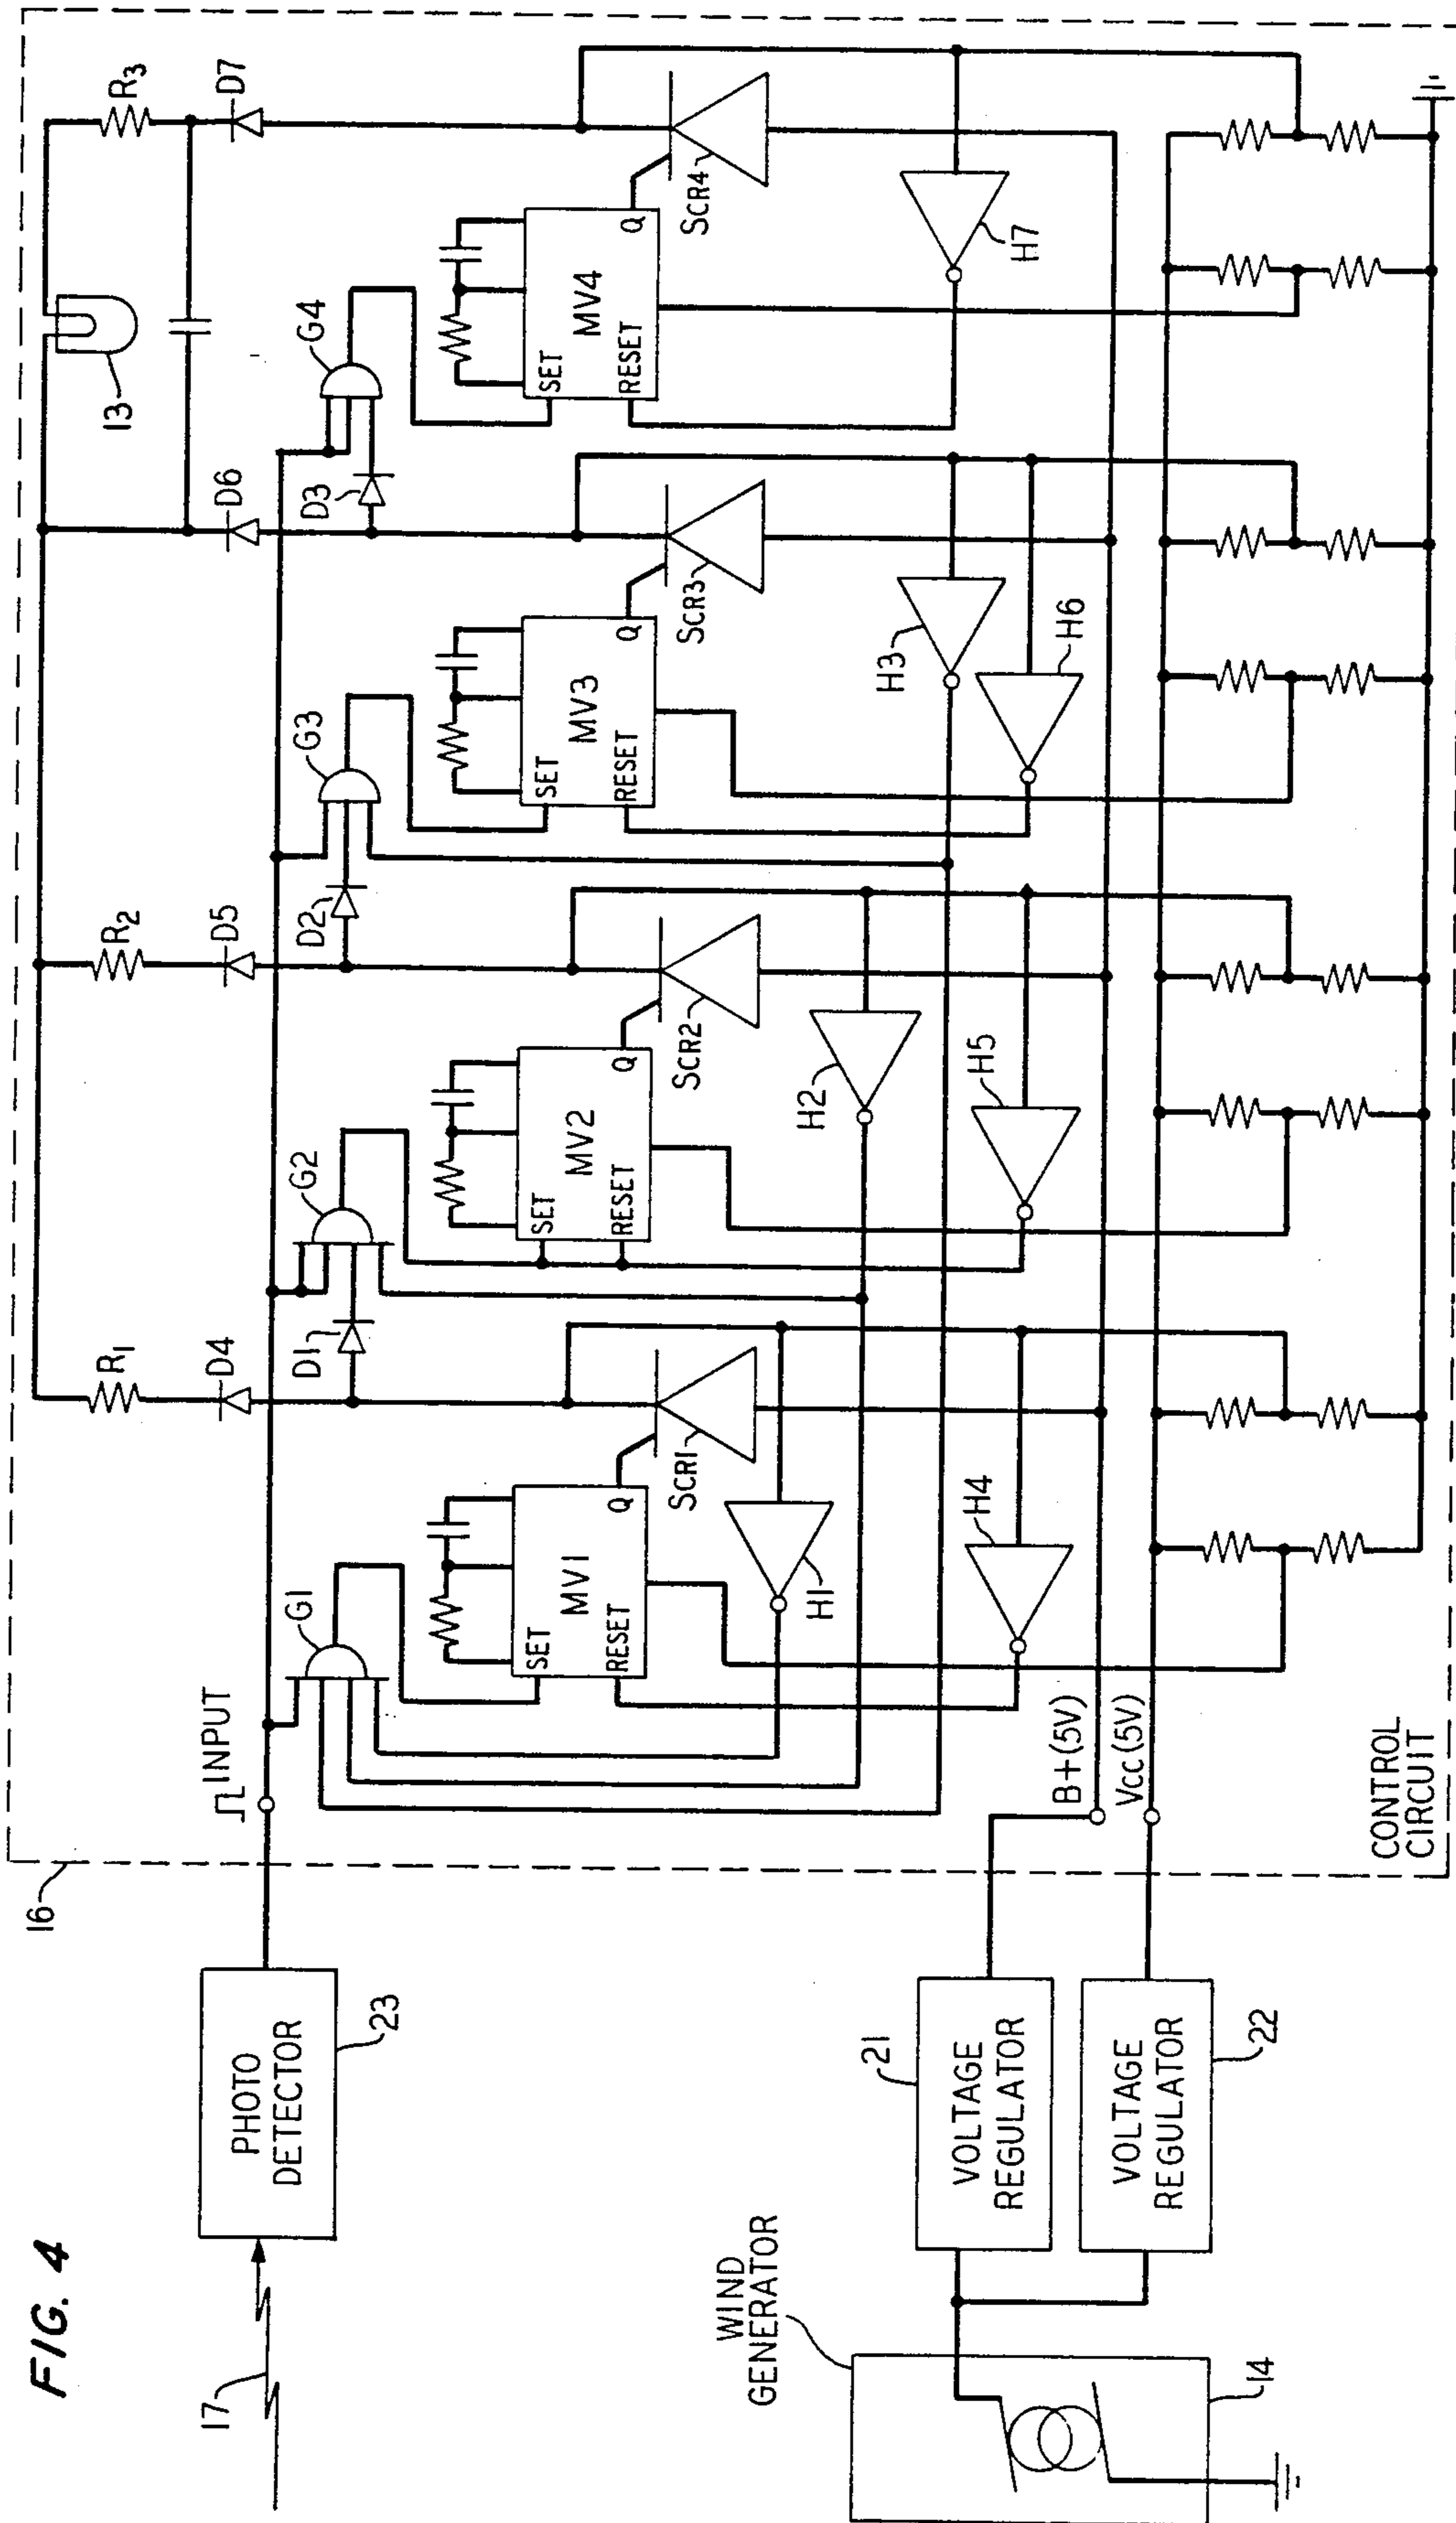 FIG. 4
17
PHOTO
DETECTOR
23
16
INPUT
WIND
GENERATOR
14
VOLTAGE
REGULATOR
21
VOLTAGE
REGULATOR
22
B+(5V)
Vcc(5V)
CONTROL
CIRCUIT
R1
D4
D1
G1
SET
RESET
MV1
Q
SCR1
H1
H4
R2
D5
D2
G2
SET
RESET
MV2
Q
SCR2
H2
H5
D6
D3
G3
SET
RESET
MV3
Q
SCR3
H3
H6
13
R3
D7
G4
SET
RESET
MV4
Q
SCR4
H7